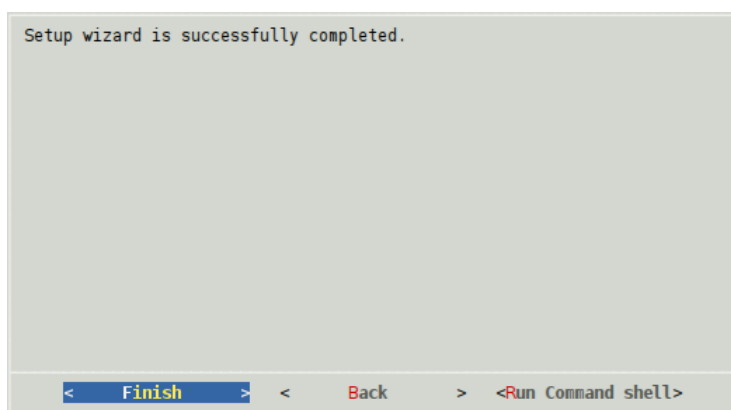 Setup wizard is successfully completed.
<    Finish    > <    Back    > <Run Command shell>